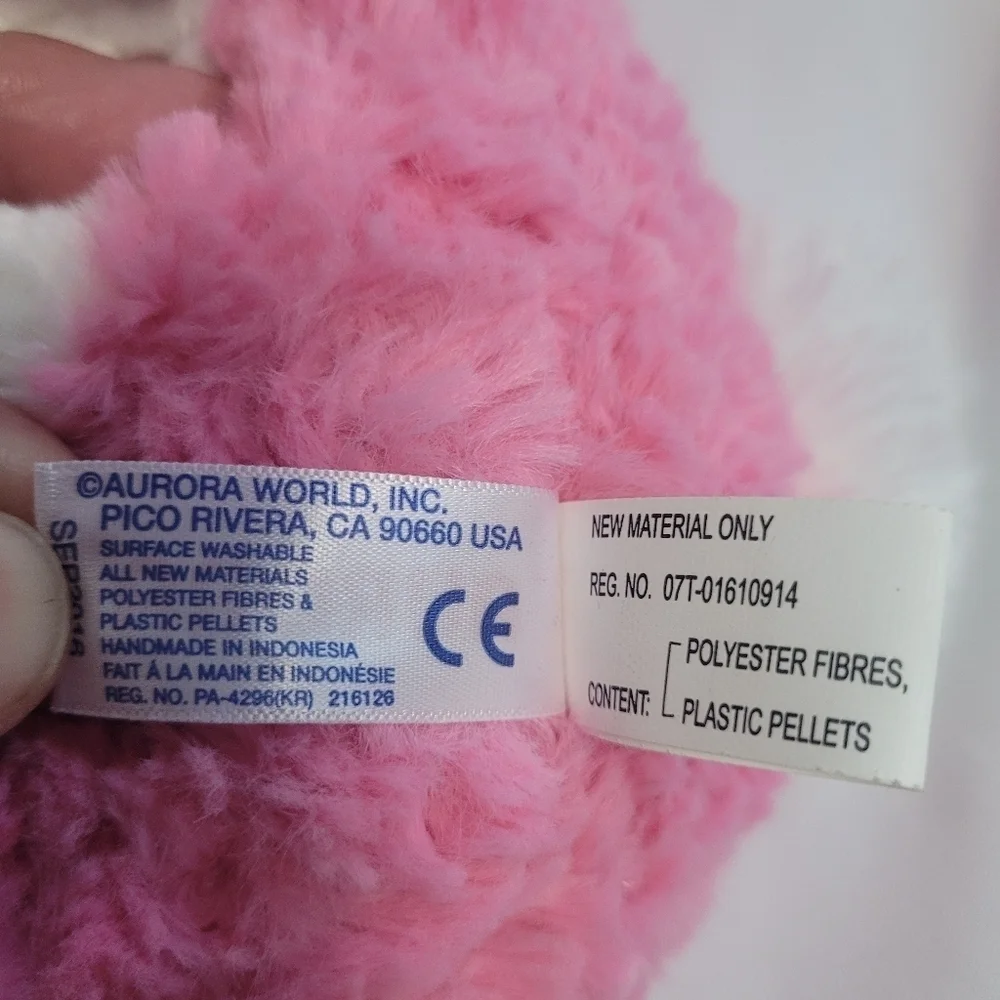 ©AURORA WORLD, INC.
PICO RIVERA, CA 90660 USA
SURFACE WASHABLE
ALL NEW MATERIALS
POLYESTER FIBRES &
PLASTIC PELLETS
HANDMADE IN INDONESIA
FAIT À LA MAIN EN INDONÉSIE
REG. NO. PA-4296(KR) 216126
CE
NEW MATERIAL ONLY
REG. NO. 07T-01610914
CONTENT:
POLYESTER FIBRES,
PLASTIC PELLETS